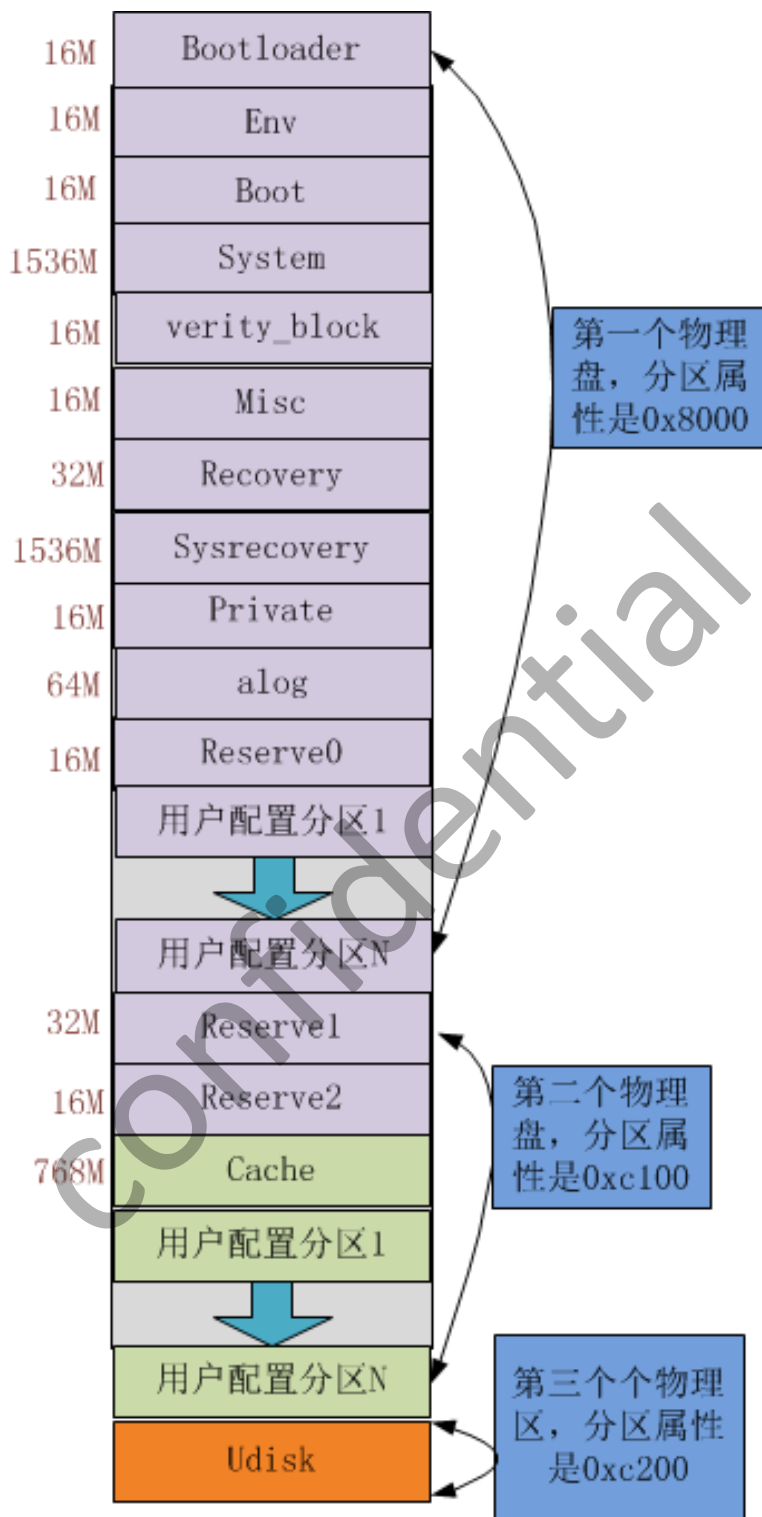 16M Bootloader
16M Env
16M Boot
1536M System
16M verity_block
16M Misc
32M Recovery
1536M Sysrecovery
16M Private
64M alog
16M Reserve0
用户配置分区1
用户配置分区N
32M Reserve1
16M Reserve2
768M Cache
用户配置分区1
用户配置分区N
Udisk
第一个物理
盘，分区属
性是0x8000
第二个物理
盘，分区属
性是0xc100
第三个个物理
区，分区属性
是0xc200
confidential